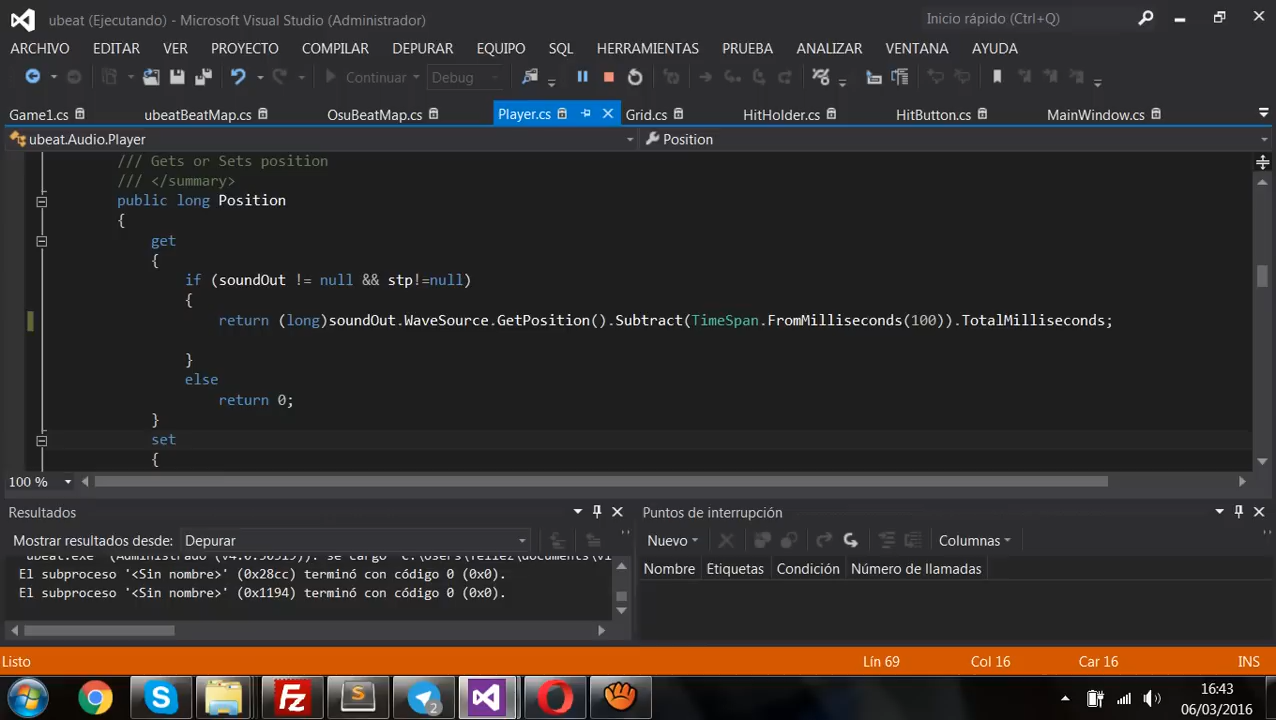 ubeat (Ejecutando) - Microsoft Visual Studio (Administrador)
Inicio rápido (Ctrl+Q)
ARCHIVO EDITAR VER PROYECTO COMPILAR DEPURAR EQUIPO SQL HERRAMIENTAS PRUEBA ANALIZAR VENTANA AYUDA
Continuar Debug
Game1.cs ubeatBeatMap.cs OsuBeatMap.cs Player.cs Grid.cs HitHolder.cs HitButton.cs MainWindow.cs
ubeat.Audio.Player Position
/// Gets or Sets position
/// </summary>
public long Position
{
get
{
if (soundOut != null && stp!=null)
{
return (long)soundOut.WaveSource.GetPosition().Subtract(TimeSpan.FromMilliseconds(100)).TotalMilliseconds;
}
else
return 0;
}
set
{
100 %
Resultados
Mostrar resultados desde: Depurar
El subproceso '<Sin nombre>' (0x28cc) terminó con código 0 (0x0).
El subproceso '<Sin nombre>' (0x1194) terminó con código 0 (0x0).
Puntos de interrupción
Nuevo Columnas
Nombre Etiquetas Condición Número de llamadas
Listo Lín 69 Col 16 Car 16 INS
2
16:43
06/03/2016